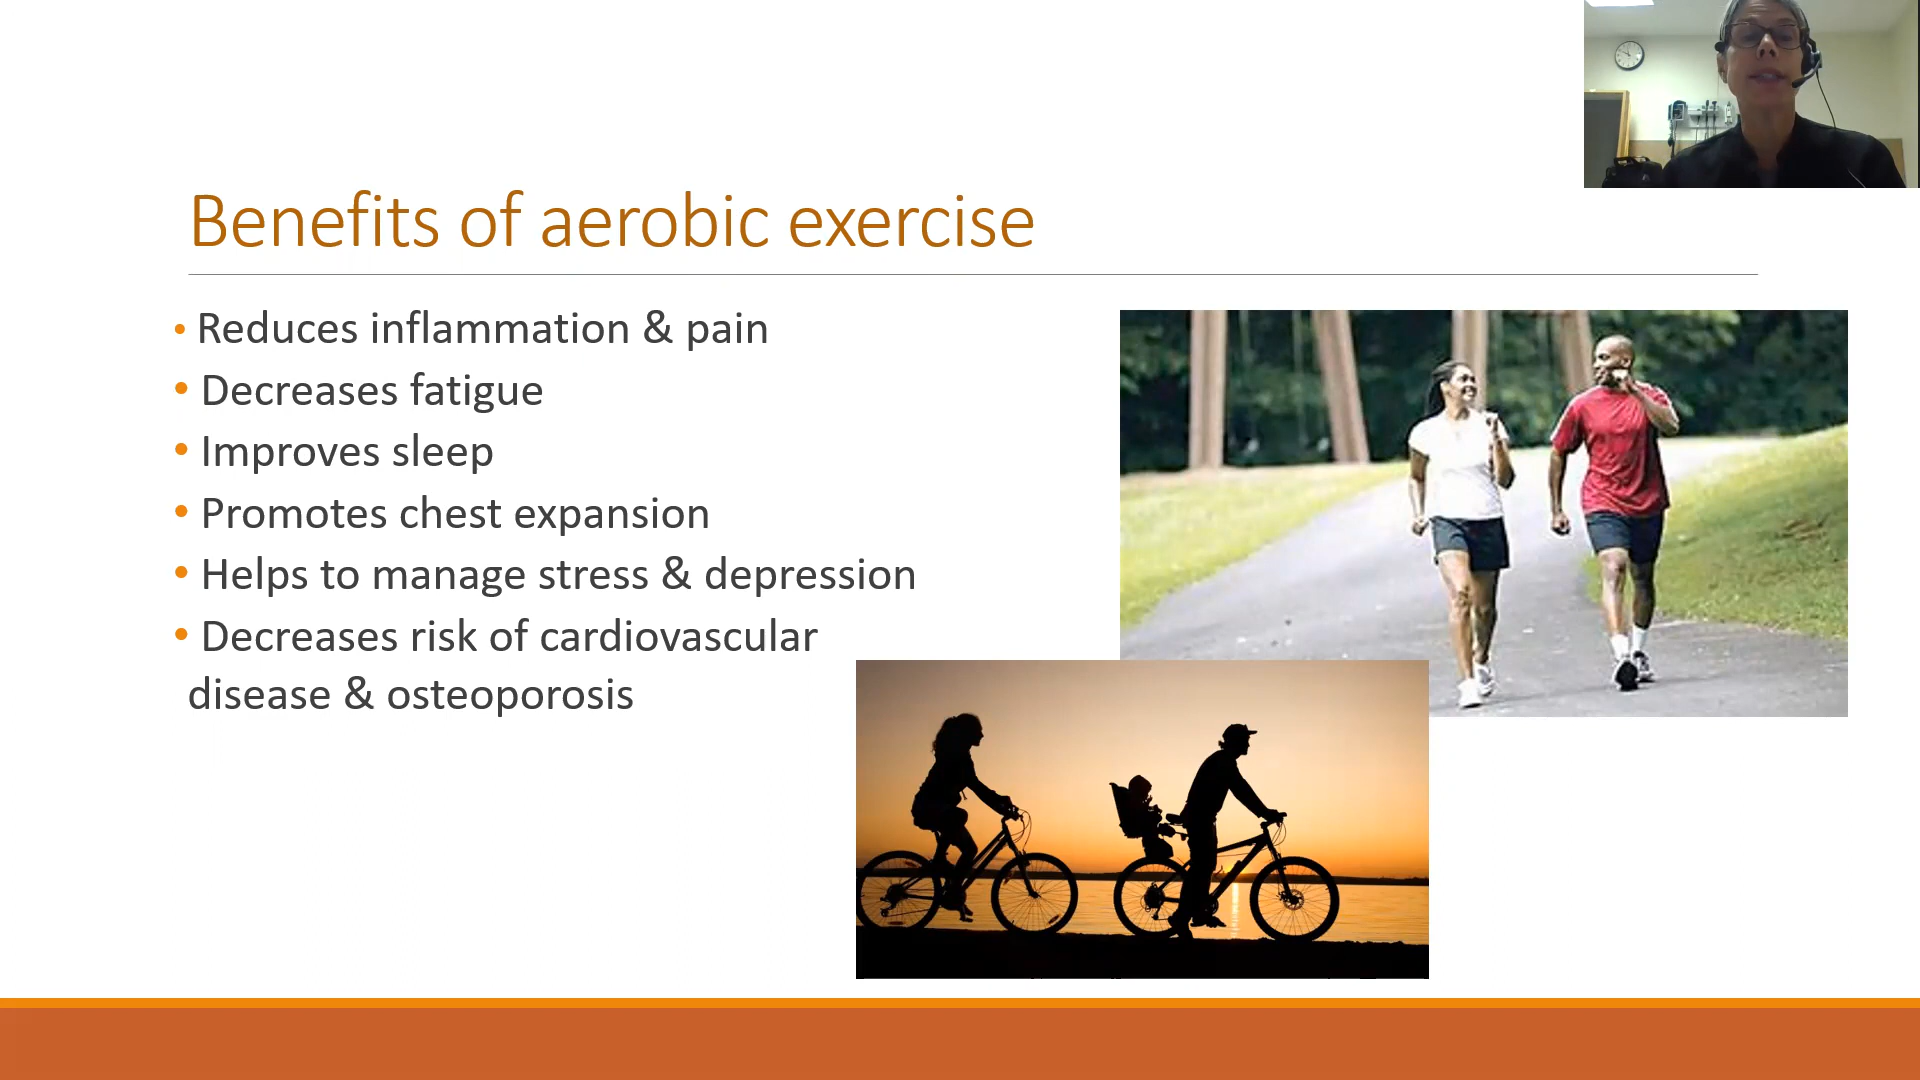 Benefits of aerobic exercise
• Reduces inflammation & pain
• Decreases fatigue
• Improves sleep
• Promotes chest expansion
• Helps to manage stress & depression
• Decreases risk of cardiovascular
disease & osteoporosis